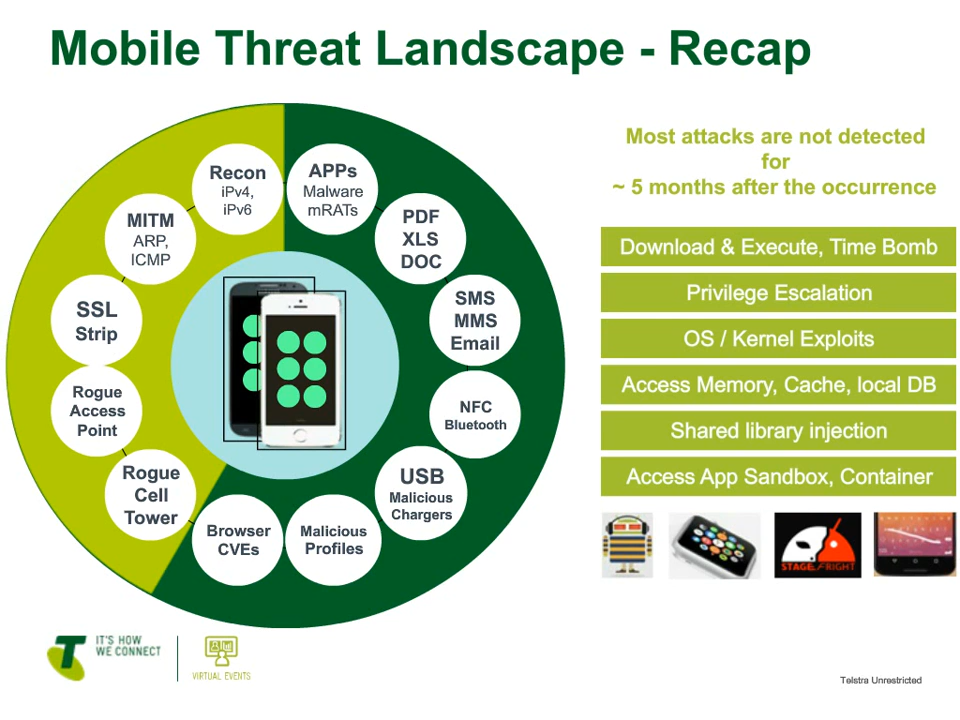 Mobile Threat Landscape - Recap
Recon
iPv4,
iPv6
APPs
Malware
mRATs
MITM
ARP,
ICMP
PDF
XLS
DOC
SSL
Strip
SMS
MMS
Email
Rogue
Access
Point
NFC
Bluetooth
Rogue
Cell
Tower
USB
Malicious
Chargers
Browser
CVEs
Malicious
Profiles
Most attacks are not detected
for
~ 5 months after the occurrence
Download & Execute, Time Bomb
Privilege Escalation
OS / Kernel Exploits
Access Memory, Cache, local DB
Shared library injection
Access App Sandbox, Container
STAGEFRIGHT
IT'S HOW
WE CONNECT
VIRTUAL EVENTS
Telstra Unrestricted